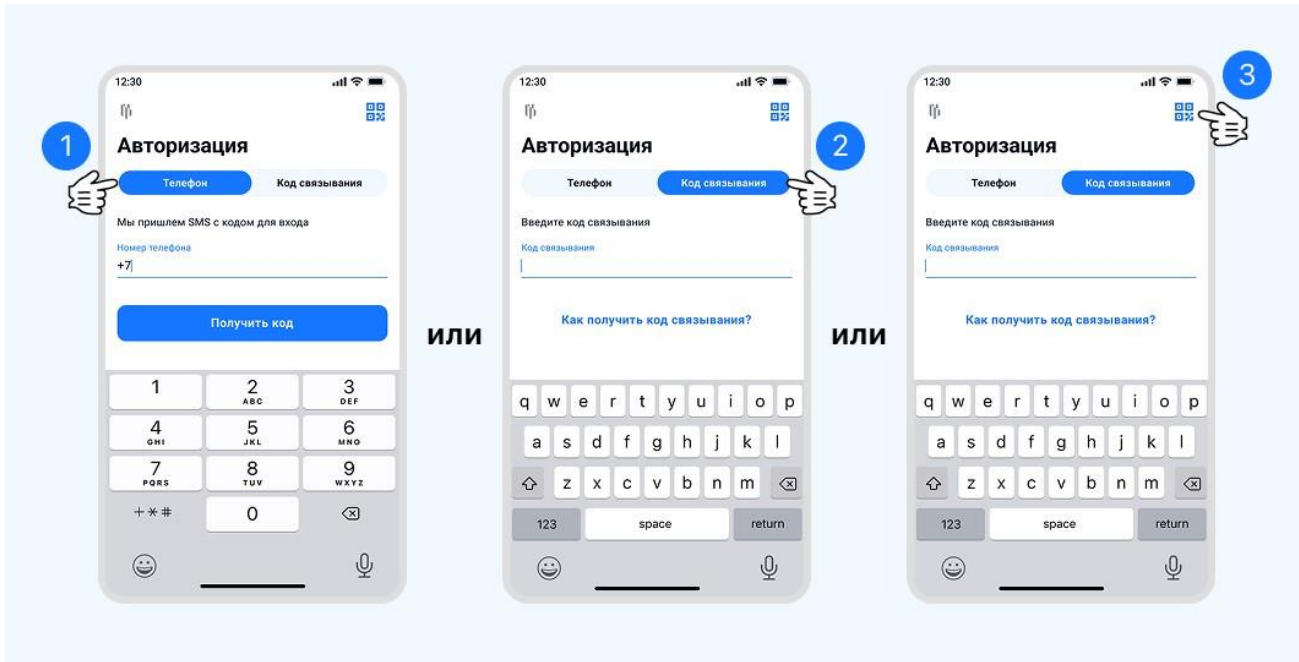 12:30
Авторизация
1
Телефон
Код связывания
Мы пришлем SMS с кодом для входа
Номер телефона
+7
Получить код
1
2
ABC
3
DEF
4
GHI
5
JKL
6
MNO
7
PQRS
8
TUV
9
WXYZ
+*#
0
или
12:30
Авторизация
2
Телефон
Код связывания
Введите код связывания
Код связывания
Как получить код связывания?
q w e r t y u i o p
a s d f g h j k l
z x c v b n m
123 space return
или
12:30
3
Авторизация
Телефон
Код связывания
Введите код связывания
Код связывания
Как получить код связывания?
q w e r t y u i o p
a s d f g h j k l
z x c v b n m
123 space return